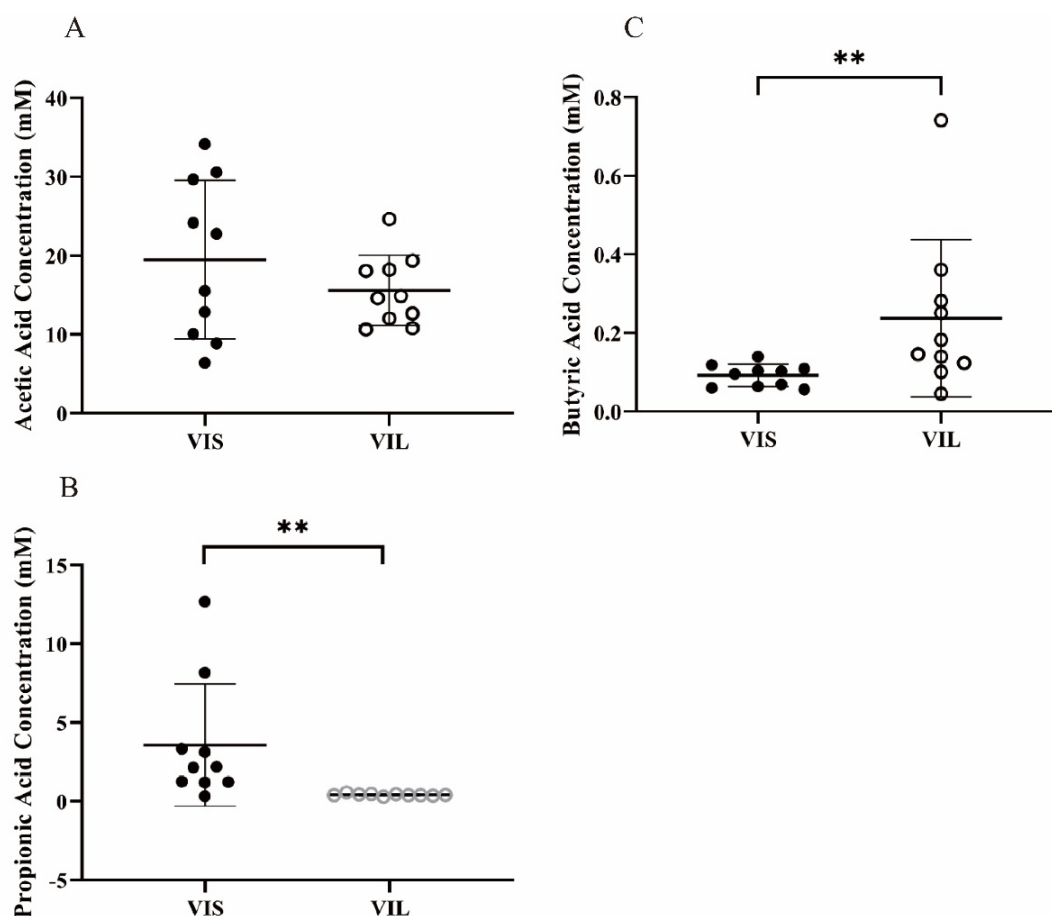 A
Acetic Acid Concentration (mM)
40
30
20
10
0
VIS VIL
C
**
Butyric Acid Concentration (mM)
0.8
0.6
0.4
0.2
0.0
VIS VIL
B
**
Propionic Acid Concentration (mM)
15
10
5
0
-5
VIS VIL